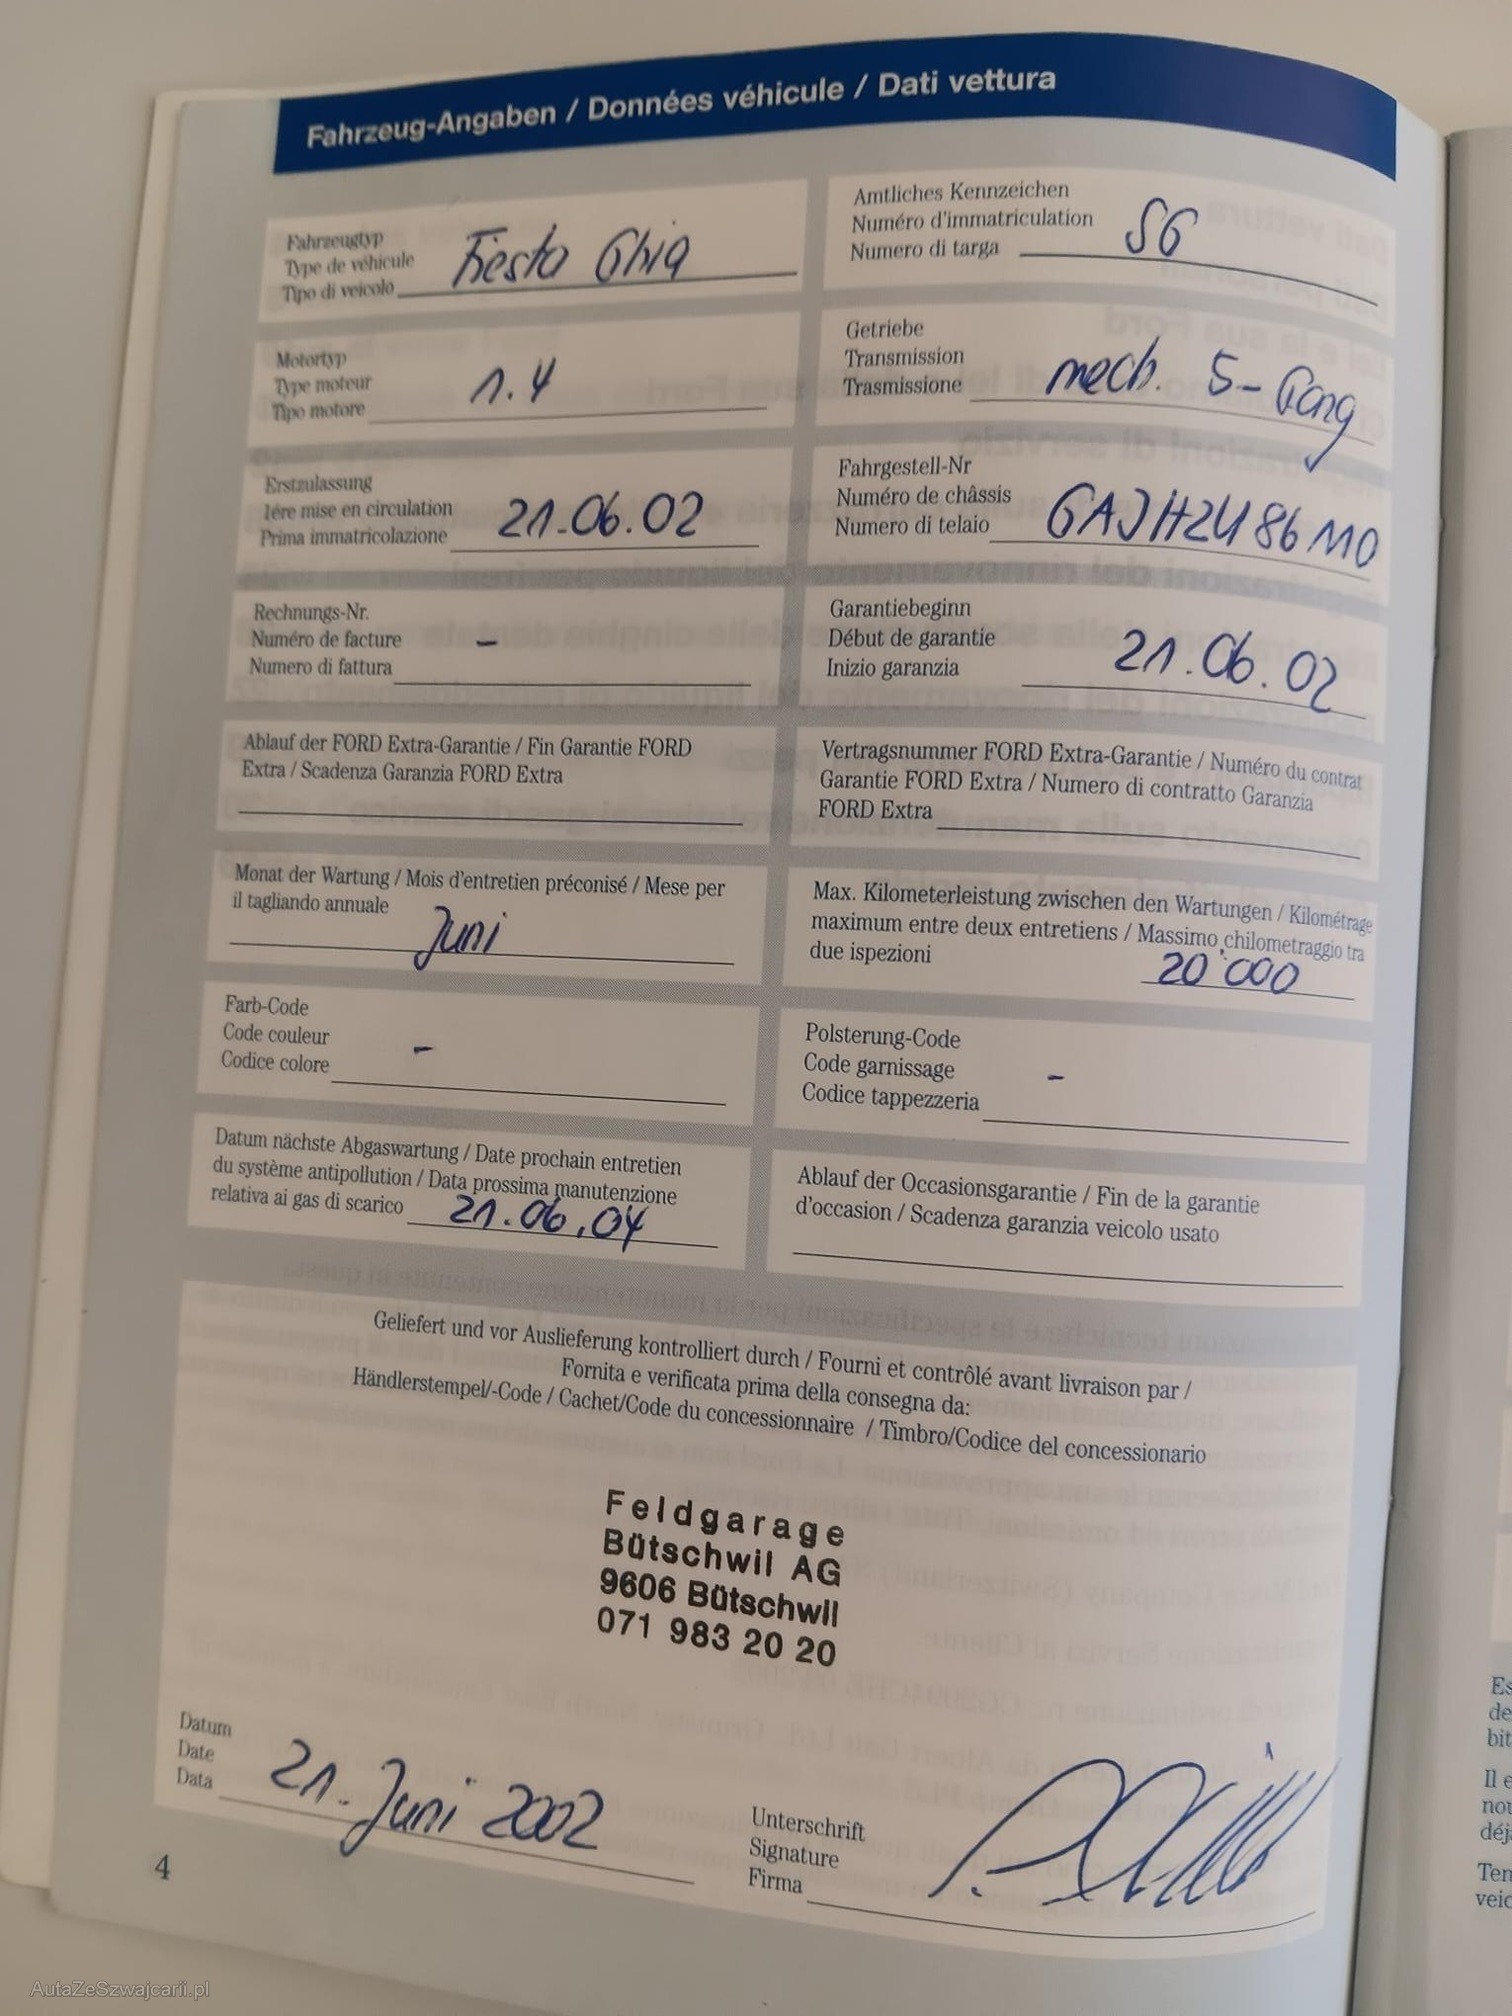 Fahrzeug-Angaben / Données véhicule / Dati vettura
Fahrzeugtyp
Type de véhicule
Tipo di veicolo Fiesta Ghia
Amtliches Kennzeichen
Numéro d'immatriculation
Numero di targa SG
Motortyp
Type moteur
Tipo motore 1.4
Getriebe
Transmission
Trasmissione mech. 5-Gang
Erstzulassung
1ére mise en circulation
Prima immatricolazione 21.06.02
Fahrgestell-Nr
Numéro de châssis
Numero di telaio
Rechnungs-Nr.
Numéro de facture -
Numero di fattura
Garantiebeginn
Début de garantie
Inizio garanzia 21.06.02
Ablauf der FORD Extra-Garantie / Fin Garantie FORD
Extra / Scadenza Garanzia FORD Extra
Vertragsnummer FORD Extra-Garantie / Numéro du contrat
Garantie FORD Extra / Numero di contratto Garanzia
FORD Extra
Monat der Wartung / Mois d'entretien préconisé / Mese per
il tagliando annuale
Juni
Max. Kilometerleistung zwischen den Wartungen / Kilométrage
maximum entre deux entretiens / Massimo chilometraggio tra
due ispezioni 20'000
Farb-Code
Code couleur -
Codice colore
Polsterung-Code
Code garnissage -
Codice tappezzeria
Datum nächste Abgaswartung / Date prochain entretien
du système antipollution / Data prossima manutenzione
relativa ai gas di scarico 21.06.04
Ablauf der Occasionsgarantie / Fin de la garantie
d'occasion / Scadenza garanzia veicolo usato
Geliefert und vor Auslieferung kontrolliert durch / Fourni et contrôlé avant livraison par /
Fornita e verificata prima della consegna da:
Händlerstempel/-Code / Cachet/Code du concessionnaire / Timbro/Codice del concessionario
Feldgarage
Bütschwil AG
9606 Bütschwil
071 983 20 20
Datum
Date
Data 21. Juni 2002
Unterschrift
Signature
Firma
4
Es
de
bit
Il e
nou
déj
Ten
veic
AutaZeSzwajcarii.pl